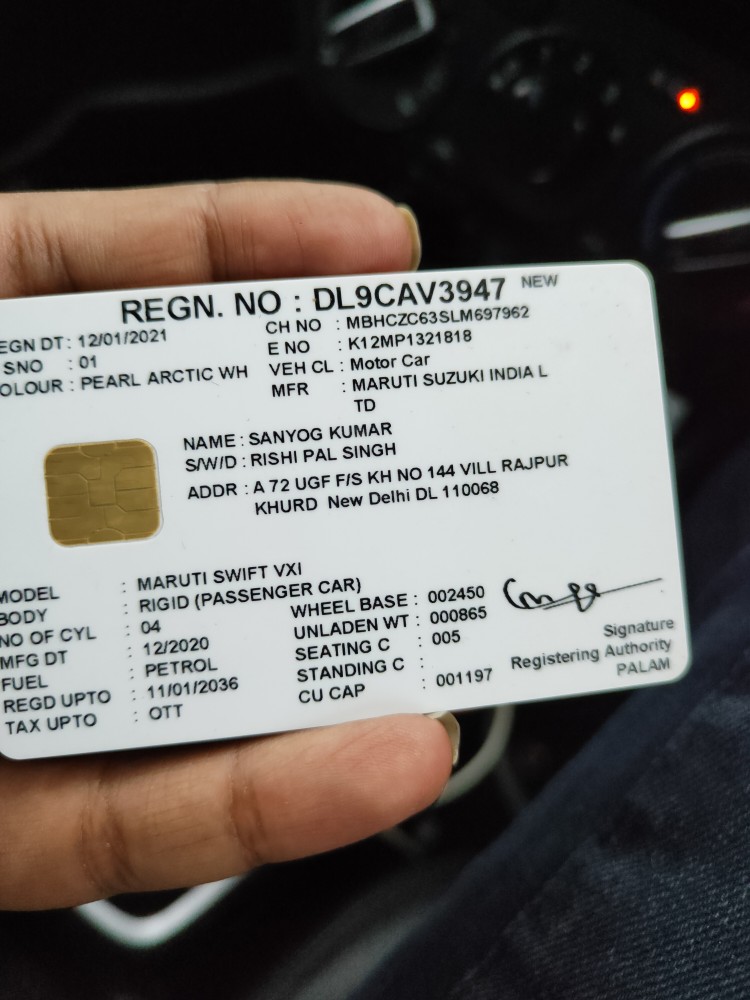 REGN. NO : DL9CAV3947 NEW
EGN DT : 12/01/2021
SNO : 01
OLOUR : PEARL ARCTIC WH
CH NO : MBHCZC63SLM697962
E NO : K12MP1321818
VEH CL : Motor Car
MFR : MARUTI SUZUKI INDIA L
TD
NAME : SANYOG KUMAR
S/W/D : RISHI PAL SINGH
ADDR : A 72 UGF F/S KH NO 144 VILL RAJPUR
KHURD New Delhi DL 110068
MODEL : MARUTI SWIFT VXI
BODY : RIGID (PASSENGER CAR)
NO OF CYL : 04
MFG DT : 12/2020
FUEL : PETROL
REGD UPTO : 11/01/2036
TAX UPTO : OTT
WHEEL BASE : 002450
UNLADEN WT : 000865
SEATING C : 005
STANDING C :
CU CAP : 001197
Signature
Registering Authority
PALAM